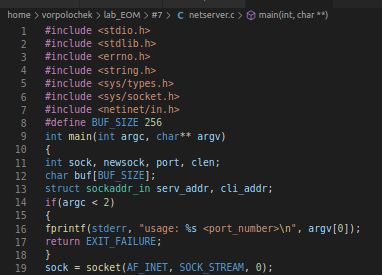 home > vorpolochek > lab_EOM > #7 > C netserver.c > main(int, char **)
1 #include <stdio.h>
2 #include <stdlib.h>
3 #include <errno.h>
4 #include <string.h>
5 #include <sys/types.h>
6 #include <sys/socket.h>
7 #include <netinet/in.h>
8 #define BUF_SIZE 256
9 int main(int argc, char** argv)
10 {
11 int sock, newsock, port, clen;
12 char buf[BUF_SIZE];
13 struct sockaddr_in serv_addr, cli_addr;
14 if(argc < 2)
15 {
16 fprintf(stderr, "usage: %s <port_number>\n", argv[0]);
17 return EXIT_FAILURE;
18 }
19 sock = socket(AF_INET, SOCK_STREAM, 0);